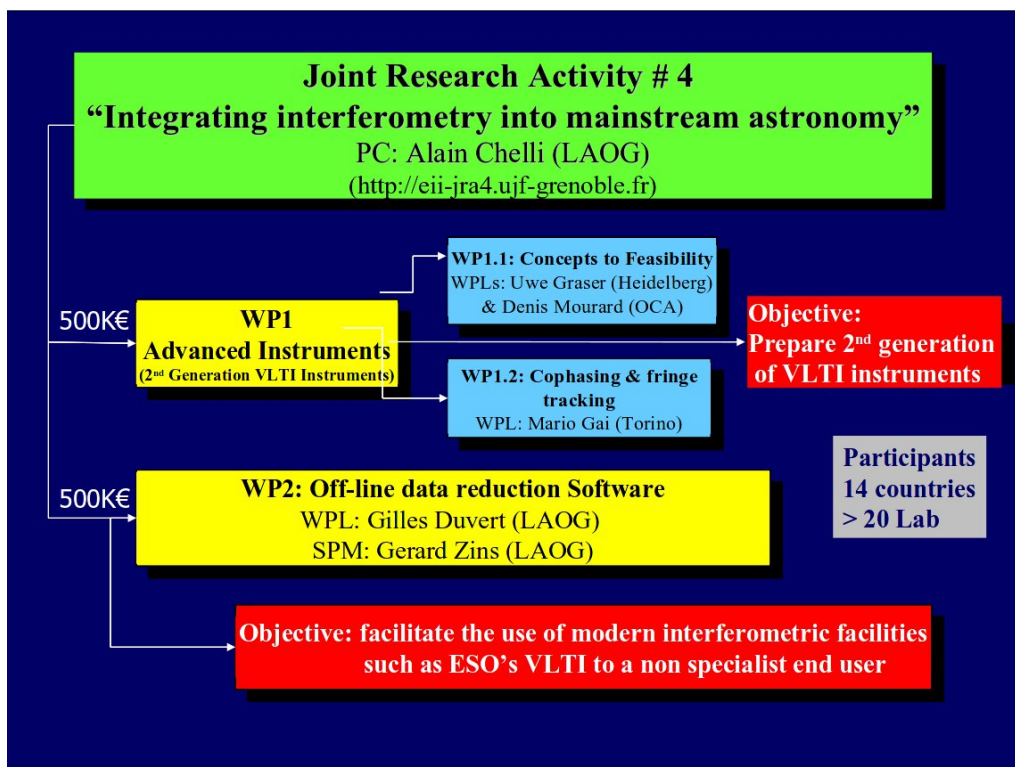 Joint Research Activity # 4
“Integrating interferometry into mainstream astronomy”
PC: Alain Chelli (LAOG)
(http://eii-jra4.ujf-grenoble.fr)
WP1.1: Concepts to Feasibility
WPLs: Uwe Graser (Heidelberg)
& Denis Mourard (OCA)
500K€
WP1
Advanced Instruments
(2nd Generation VLTI Instruments)
Objective:
Prepare 2nd generation
of VLTI instruments
WP1.2: Cophasing & fringe
tracking
WPL: Mario Gai (Torino)
Participants
14 countries
> 20 Lab
500K€
WP2: Off-line data reduction Software
WPL: Gilles Duvert (LAOG)
SPM: Gerard Zins (LAOG)
Objective: facilitate the use of modern interferometric facilities
such as ESO’s VLTI to a non specialist end user